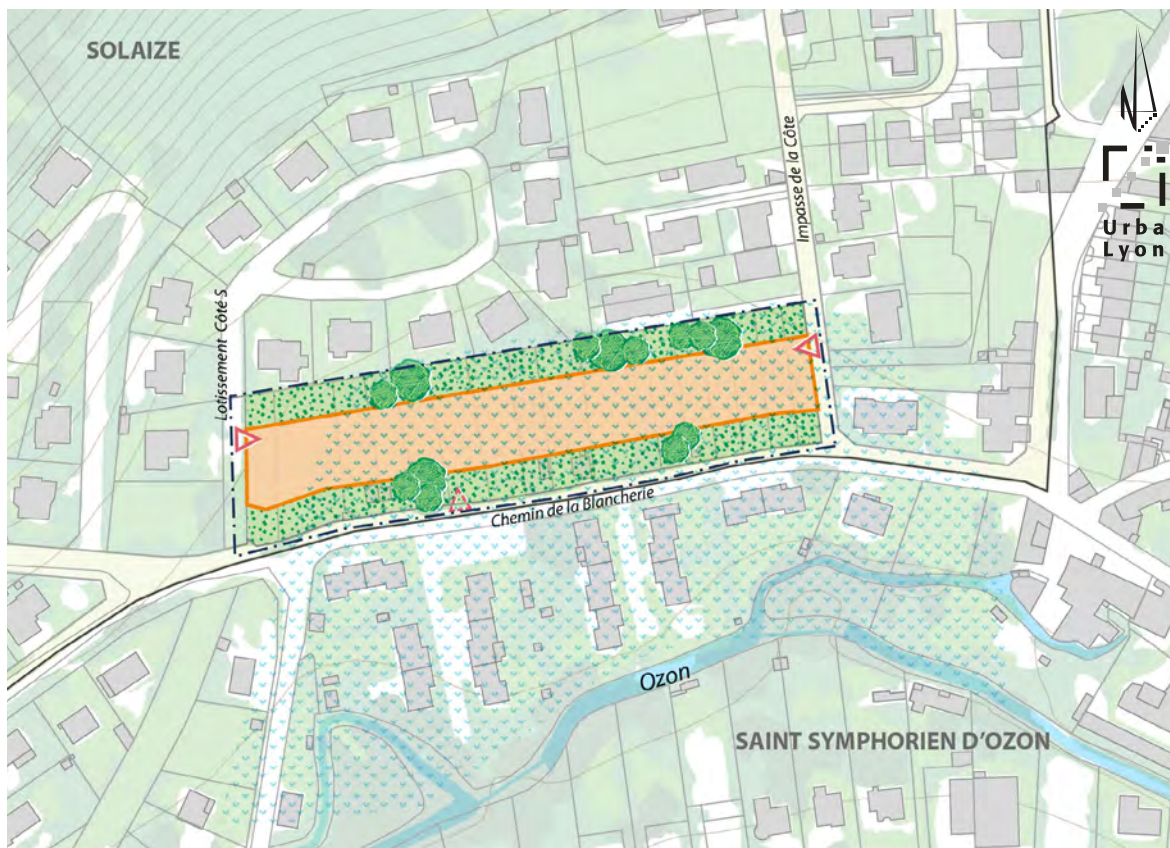 SOLAIZE
Impasse de la Côte
N
Urba
Lyon
Lotissement Côté S
Chemin de la Blancherie
Ozon
SAINT SYMPHORIEN D'OZON